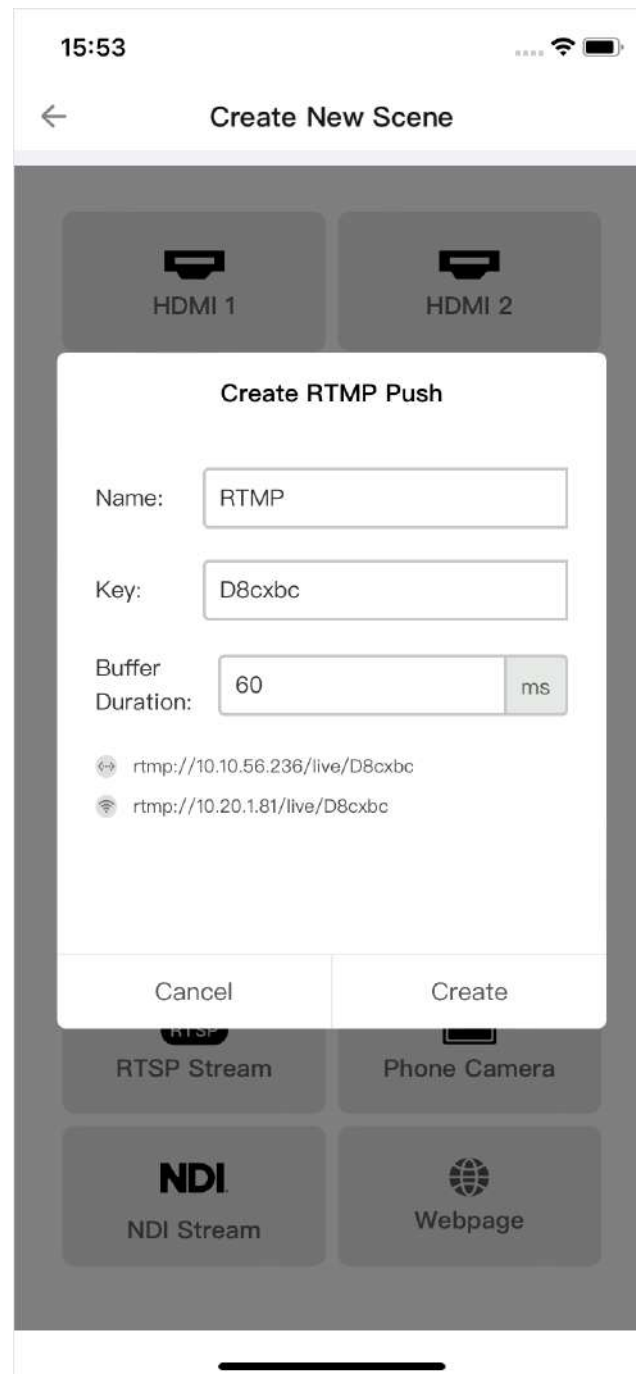 15:53
Create New Scene
HDMI 1
HDMI 2
Create RTMP Push
Name:
RTMP
Key:
D8cxbc
Buffer
Duration:
60
ms
rtmp://10.10.56.236/live/D8cxbc
rtmp://10.20.1.81/live/D8cxbc
Cancel
Create
RTSP
RTSP Stream
Phone Camera
NDI
NDI Stream
Webpage